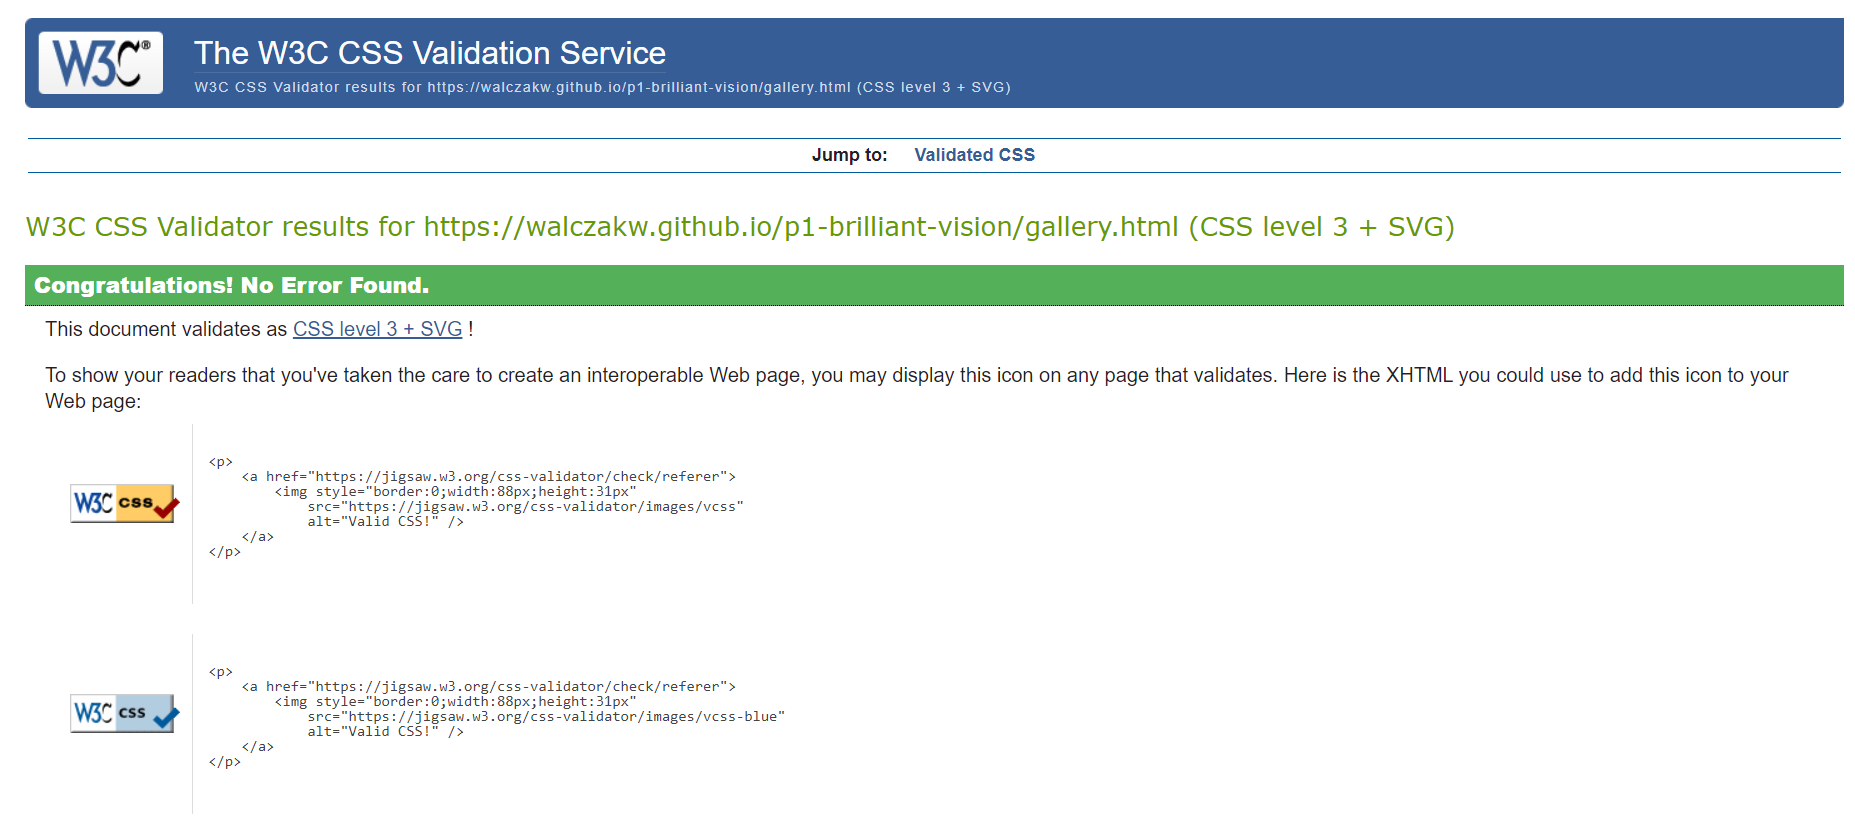 W3C®
The W3C CSS Validation Service
W3C CSS Validator results for https://walczakw.github.io/p1-brilliant-vision/gallery.html (CSS level 3 + SVG)
Jump to: Validated CSS
W3C CSS Validator results for https://walczakw.github.io/p1-brilliant-vision/gallery.html (CSS level 3 + SVG)
Congratulations! No Error Found.
This document validates as CSS level 3 + SVG !
To show your readers that you've taken the care to create an interoperable Web page, you may display this icon on any page that validates. Here is the XHTML you could use to add this icon to your
Web page:
W3C css
<p>
    <a href="https://jigsaw.w3.org/css-validator/check/referer">
        <img style="border:0;width:88px;height:31px"
            src="https://jigsaw.w3.org/css-validator/images/vcss"
            alt="Valid CSS!" />
    </a>
</p>
W3C css
<p>
    <a href="https://jigsaw.w3.org/css-validator/check/referer">
        <img style="border:0;width:88px;height:31px"
            src="https://jigsaw.w3.org/css-validator/images/vcss-blue"
            alt="Valid CSS!" />
    </a>
</p>